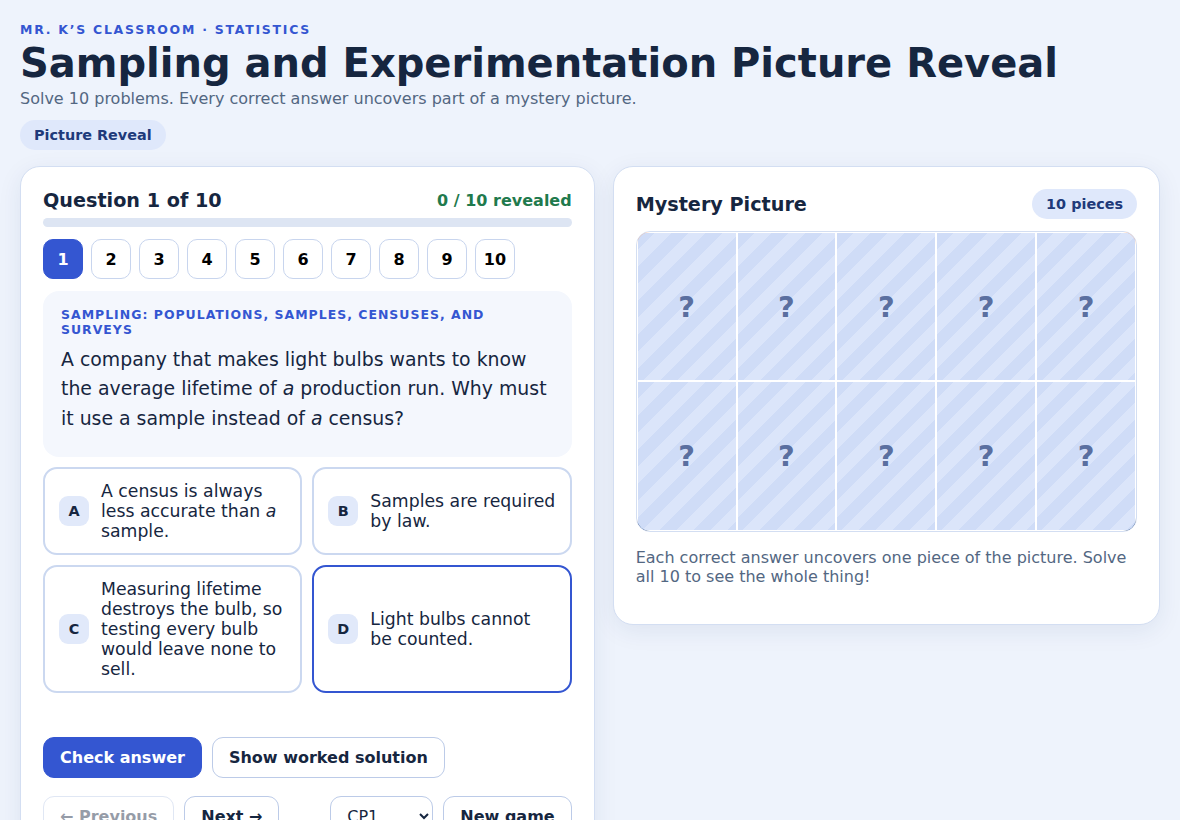 MR. K’S CLASSROOM · STATISTICS
Sampling and Experimentation Picture Reveal
Solve 10 problems. Every correct answer uncovers part of a mystery picture.
Picture Reveal
Question 1 of 10
0 / 10 revealed
1 2 3 4 5 6 7 8 9 10
SAMPLING: POPULATIONS, SAMPLES, CENSUSES, AND
SURVEYS
A company that makes light bulbs wants to know
the average lifetime of a production run. Why must
it use a sample instead of a census?
A
A census is always
less accurate than a
sample.
B
Samples are required
by law.
C
Measuring lifetime
destroys the bulb, so
testing every bulb
would leave none to
sell.
D
Light bulbs cannot
be counted.
Check answer
Show worked solution
← Previous
Next →
CP1
New game
Mystery Picture
10 pieces
? ? ? ? ?
? ? ? ? ?
Each correct answer uncovers one piece of the picture. Solve
all 10 to see the whole thing!